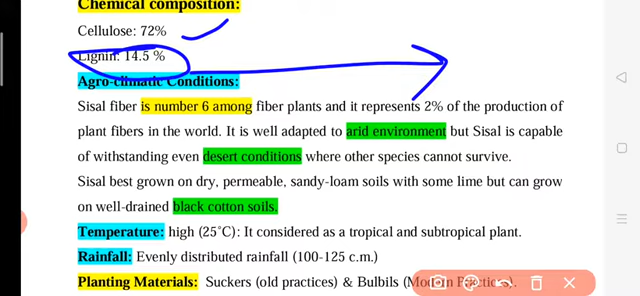 Chemical composition:
Cellulose: 72%
Lignin: 14.5 %
Agro-climatic Conditions:
Sisal fiber is number 6 among fiber plants and it represents 2% of the production of
plant fibers in the world. It is well adapted to arid environment but Sisal is capable
of withstanding even desert conditions where other species cannot survive.
Sisal best grown on dry, permeable, sandy-loam soils with some lime but can grow
on well-drained black cotton soils.
Temperature: high (25°C): It considered as a tropical and subtropical plant.
Rainfall: Evenly distributed rainfall (100-125 c.m.)
Planting Materials: Suckers (old practices) & Bulbils (Modern Practices).